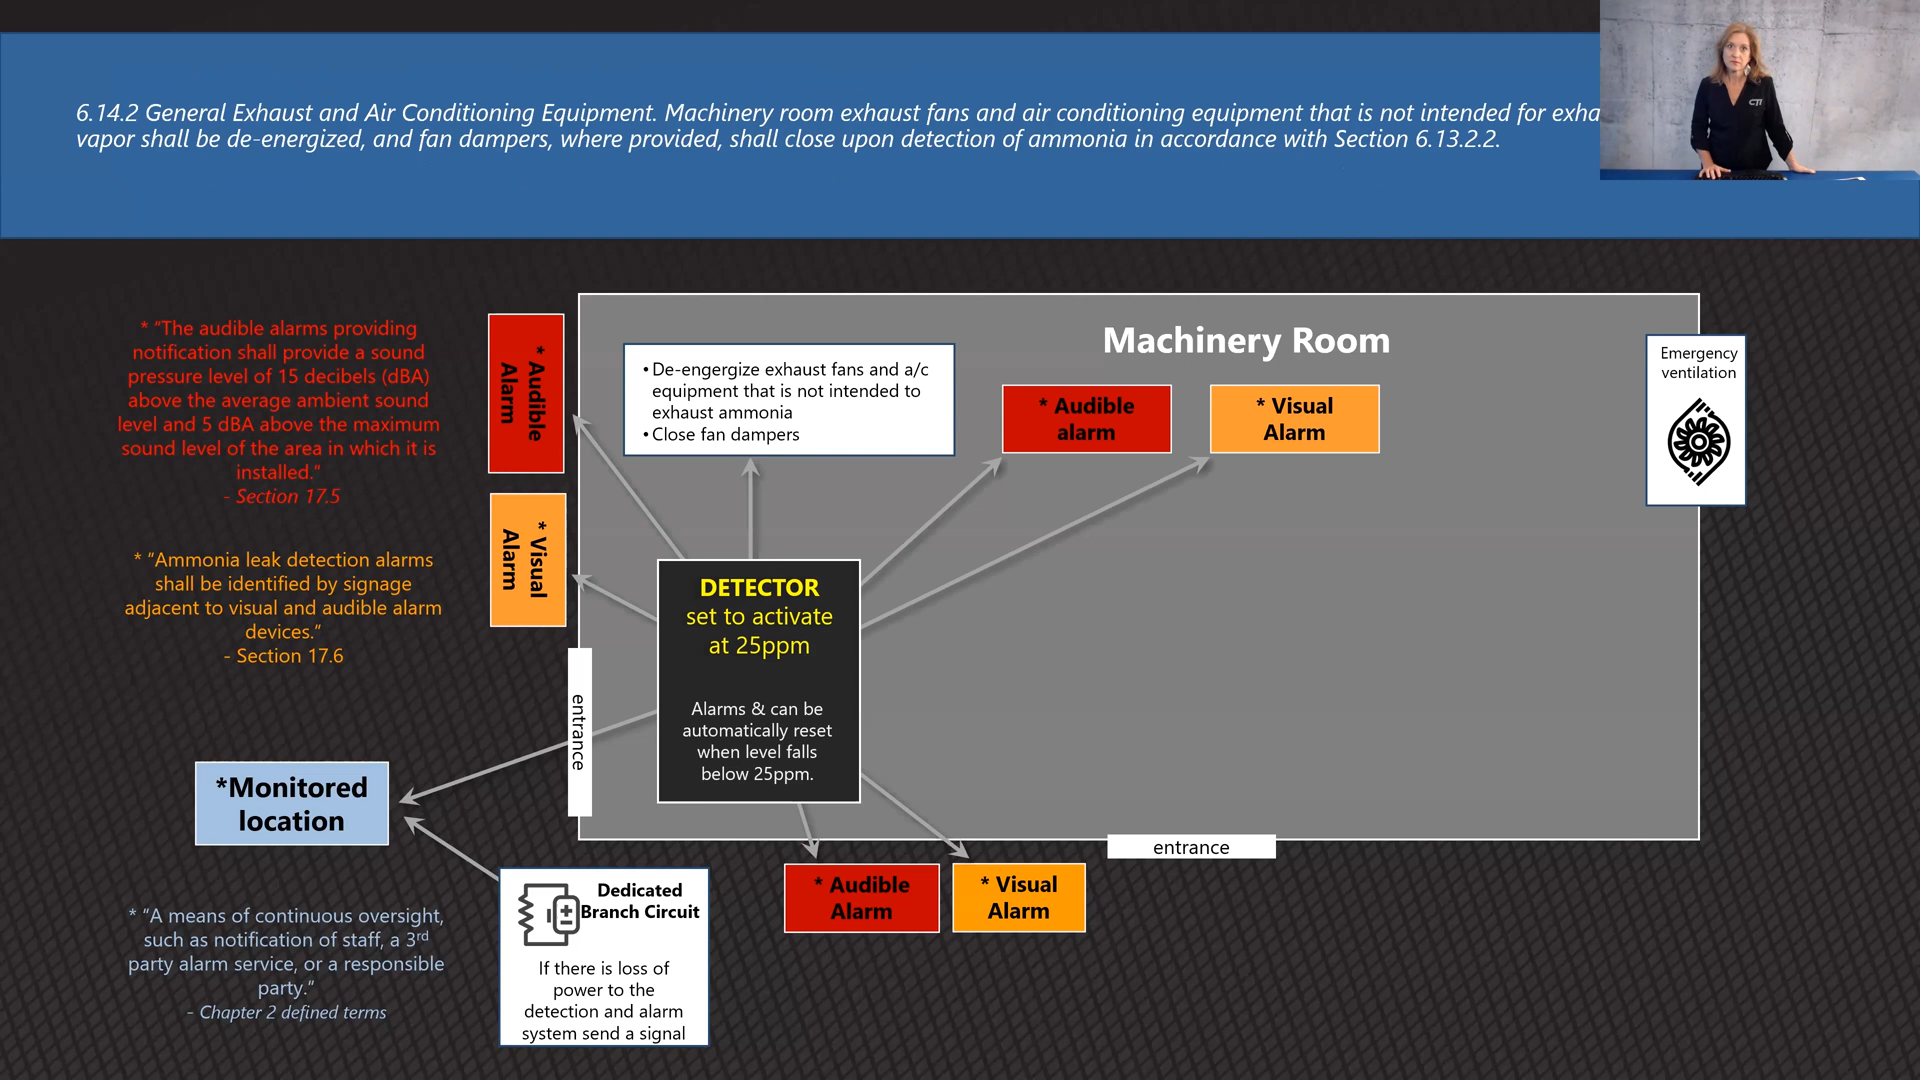 6.14.2 General Exhaust and Air Conditioning Equipment. Machinery room exhaust fans and air conditioning equipment that is not intended for exha
vapor shall be de-energized, and fan dampers, where provided, shall close upon detection of ammonia in accordance with Section 6.13.2.2.
CTI
* "The audible alarms providing
notification shall provide a sound
pressure level of 15 decibels (dBA)
above the average ambient sound
level and 5 dBA above the maximum
sound level of the area in which it is
installed."
- Section 17.5
* "Ammonia leak detection alarms
shall be identified by signage
adjacent to visual and audible alarm
devices."
- Section 17.6
* Audible
Alarm
* Visual
Alarm
entrance
• De-engergize exhaust fans and a/c
equipment that is not intended to
exhaust ammonia
• Close fan dampers
Machinery Room
* Audible
alarm
* Visual
Alarm
Emergency
ventilation
DETECTOR
set to activate
at 25ppm
Alarms & can be
automatically reset
when level falls
below 25ppm.
*Monitored
location
entrance
* Audible
Alarm
* Visual
Alarm
Dedicated
Branch Circuit
If there is loss of
power to the
detection and alarm
system send a signal
* "A means of continuous oversight,
such as notification of staff, a 3rd
party alarm service, or a responsible
party."
- Chapter 2 defined terms